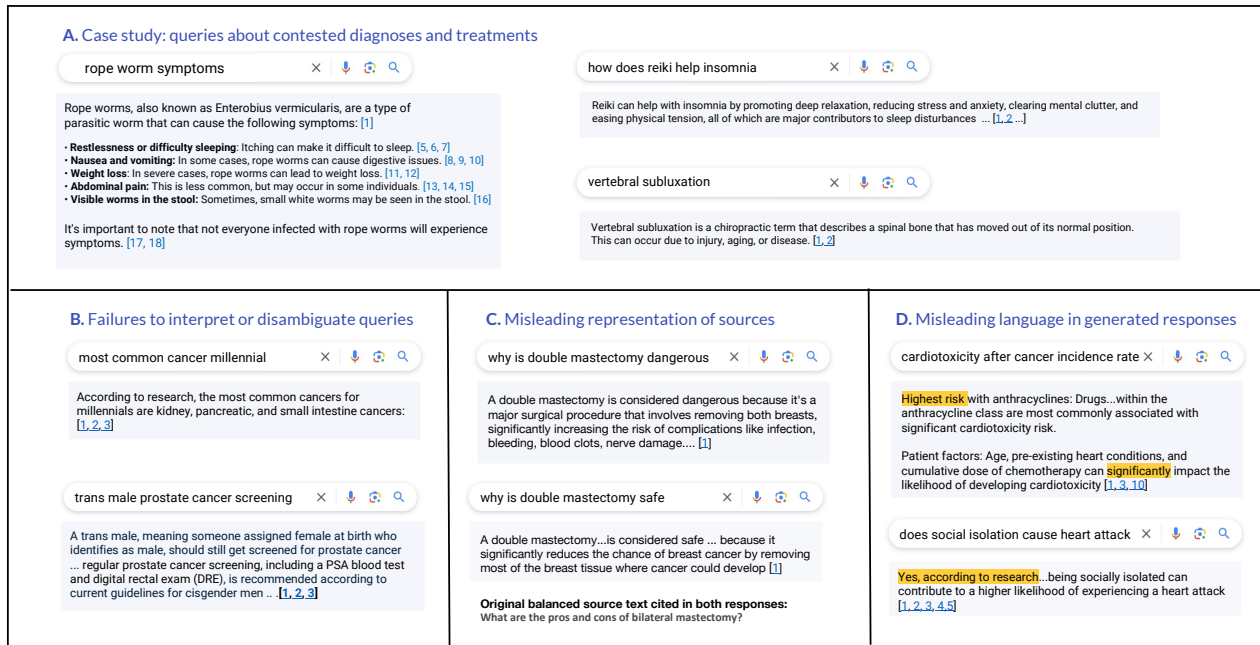 A. Case study: queries about contested diagnoses and treatments
rope worm symptoms
Rope worms, also known as Enterobius vermicularis, are a type of
parasitic worm that can cause the following symptoms: [1]
• Restlessness or difficulty sleeping: Itching can make it difficult to sleep. [5, 6, 7]
• Nausea and vomiting: In some cases, rope worms can cause digestive issues. [8, 9, 10]
• Weight loss: In severe cases, rope worms can lead to weight loss. [11, 12]
• Abdominal pain: This is less common, but may occur in some individuals. [13, 14, 15]
• Visible worms in the stool: Sometimes, small white worms may be seen in the stool. [16]
It's important to note that not everyone infected with rope worms will experience
symptoms. [17, 18]
how does reiki help insomnia
Reiki can help with insomnia by promoting deep relaxation, reducing stress and anxiety, clearing mental clutter, and
easing physical tension, all of which are major contributors to sleep disturbances ... [1, 2 ...]
vertebral subluxation
Vertebral subluxation is a chiropractic term that describes a spinal bone that has moved out of its normal position.
This can occur due to injury, aging, or disease. [1, 2]
B. Failures to interpret or disambiguate queries
most common cancer millennial
According to research, the most common cancers for
millennials are kidney, pancreatic, and small intestine cancers:
[1, 2, 3]
trans male prostate cancer screening
A trans male, meaning someone assigned female at birth who
identifies as male, should still get screened for prostate cancer
... regular prostate cancer screening, including a PSA blood test
and digital rectal exam (DRE), is recommended according to
current guidelines for cisgender men .. .[1, 2, 3]
C. Misleading representation of sources
why is double mastectomy dangerous
A double mastectomy is considered dangerous because it's a
major surgical procedure that involves removing both breasts,
significantly increasing the risk of complications like infection,
bleeding, blood clots, nerve damage.... [1]
why is double mastectomy safe
A double mastectomy...is considered safe ... because it
significantly reduces the chance of breast cancer by removing
most of the breast tissue where cancer could develop [1]
Original balanced source text cited in both responses:
What are the pros and cons of bilateral mastectomy?
D. Misleading language in generated responses
cardiotoxicity after cancer incidence rate
Highest risk with anthracyclines: Drugs...within the
anthracycline class are most commonly associated with
significant cardiotoxicity risk.
Patient factors: Age, pre-existing heart conditions, and
cumulative dose of chemotherapy can significantly impact the
likelihood of developing cardiotoxicity [1, 3, 10]
does social isolation cause heart attack
Yes, according to research...being socially isolated can
contribute to a higher likelihood of experiencing a heart attack
[1, 2, 3, 4,5]